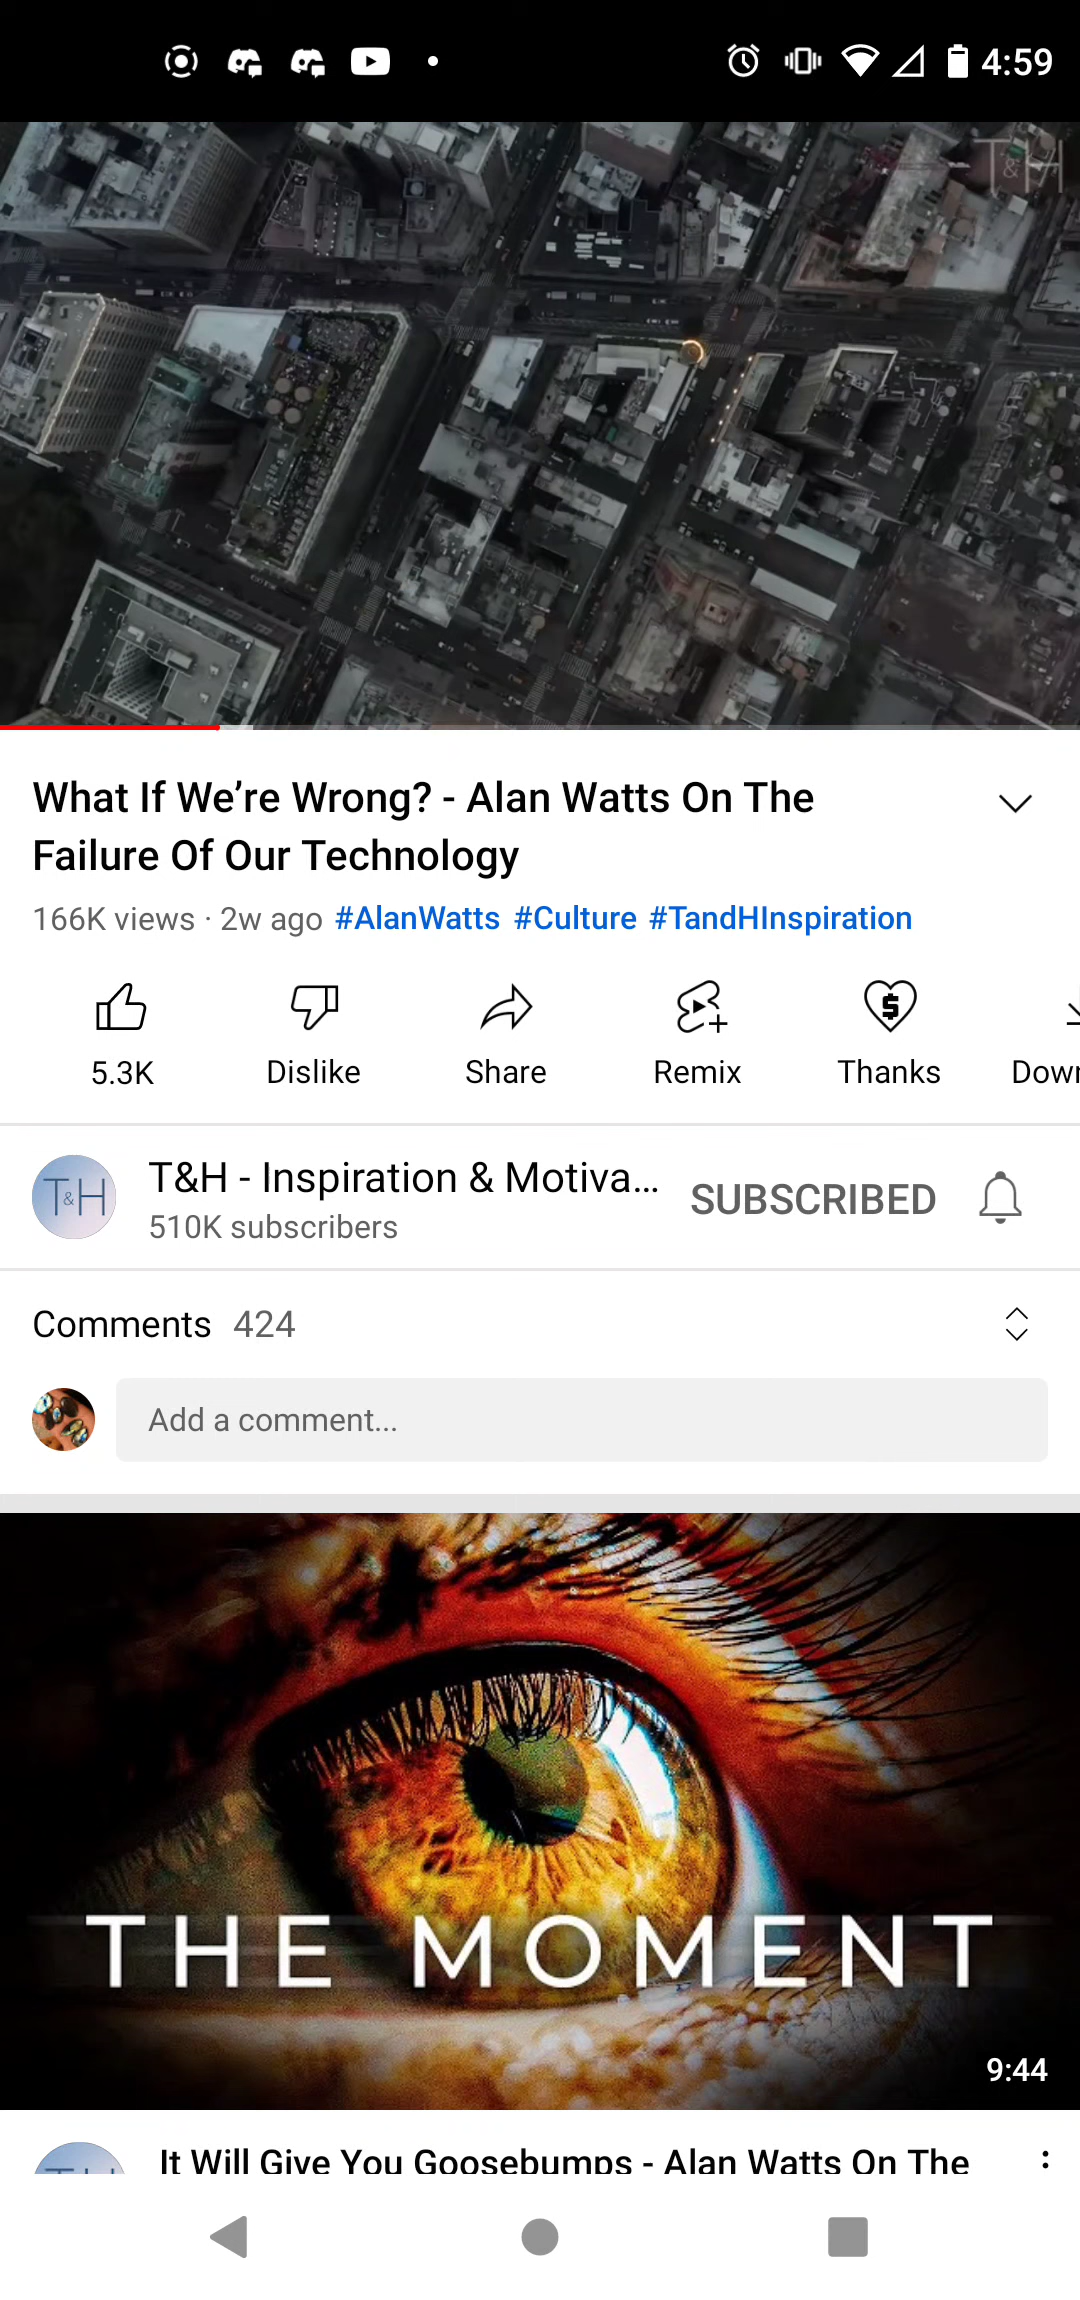 4:59
T&H
What If We’re Wrong? - Alan Watts On The
Failure Of Our Technology
166K views · 2w ago #AlanWatts #Culture #TandHInspiration
5.3K Dislike Share Remix Thanks Down
T&H
T&H - Inspiration & Motiva...
510K subscribers
SUBSCRIBED
Comments 424
Add a comment...
THE MOMENT
9:44
It Will Give You Goosebumps - Alan Watts On The